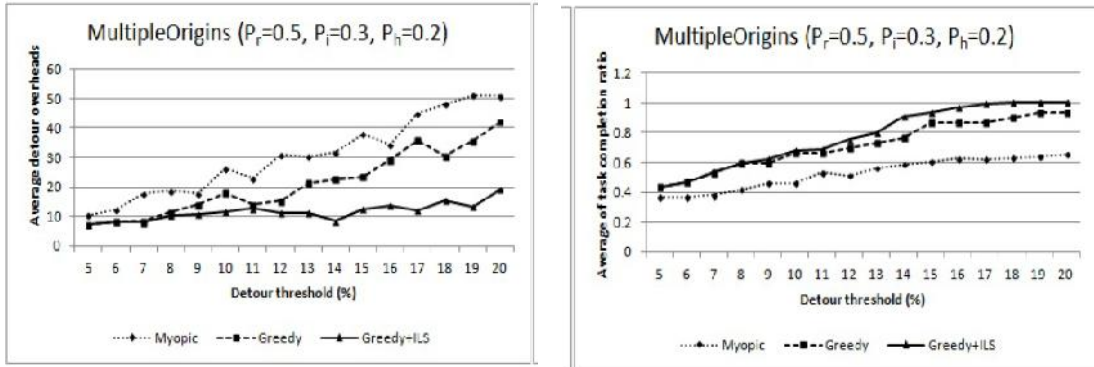 MultipleOrigins (Pr=0.5, Pi=0.3, Ph=0.2)
Average detour overheads
60
50
40
30
20
10
0
5 6 7 8 9 10 11 12 13 14 15 16 17 18 19 20
Detour threshold (%)
Myopic Greedy Greedy+ILS
MultipleOrigins (Pr=0.5, Pi=0.3, Ph=0.2)
Average of task completion ratio
1.2
1
0.8
0.6
0.4
0.2
0
5 6 7 8 9 10 11 12 13 14 15 16 17 18 19 20
Detour threshold (%)
Myopic Greedy Greedy+ILS